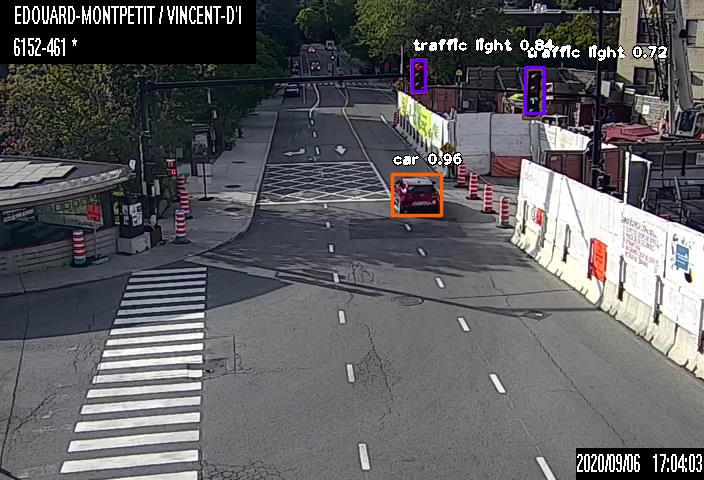 EDOUARD-MONTPETIT / VINCENT-D'I
6152-461 *
traffic light 0.84
traffic light 0.72
car 0.96
2020/09/06 17:04:03